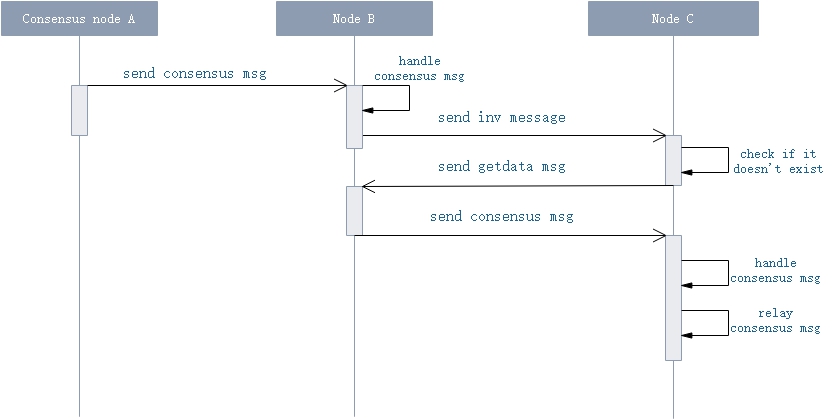 Consensus node A
Node B
Node C
send consensus msg
handle
consensus msg
send inv message
check if it
doesn't exist
send getdata msg
send consensus msg
handle
consensus msg
relay
consensus msg